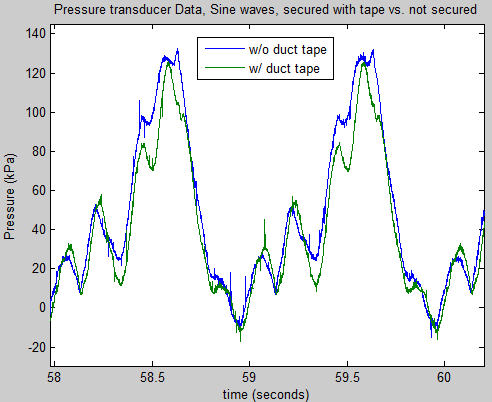 Pressure transducer Data, Sine waves, secured with tape vs. not secured
140
120
100
80
60
40
20
0
-20
Pressure (kPa)
w/o duct tape
w/ duct tape
58
58.5
59
59.5
60
time (seconds)